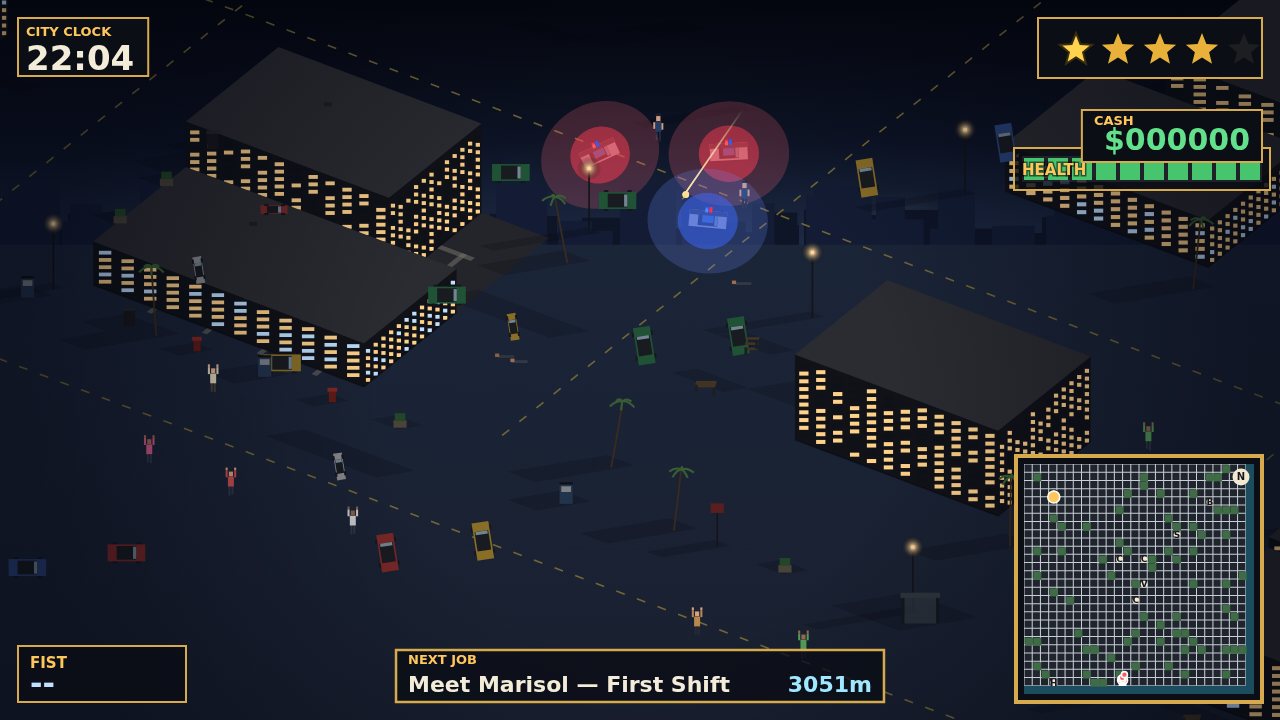 CITY CLOCK
22:04
CASH
$000000
HEALTH
N
FIST
--
NEXT JOB
Meet Marisol — First Shift 3051m